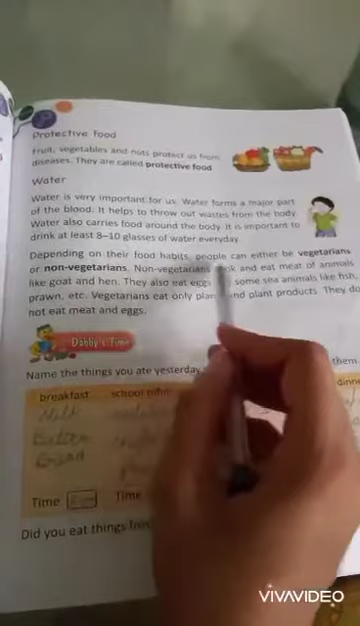 Protective food
Fruit, vegetables and nuts protect us from
diseases. They are called protective food
Water
Water is very important for us. Water forms a major part
of the blood. It helps to throw out wastes from the body.
Water also carries food around the body. It is important to
drink at least 8–10 glasses of water everyday.
Depending on their food habits, people can either be vegetarians
or non-vegetarians. Non-vegetarians and eat meat of animals
like goat and hen. They also eat some sea animals like fish,
prawn, etc. Vegetarians eat only and plant products. They do
not eat meat and eggs.
Dabby's Time
Name the things you ate yesterday them.
breakfast school dinne
Milk
Butter
Bread
Time Time
Did you eat things
VIVAVIDEO